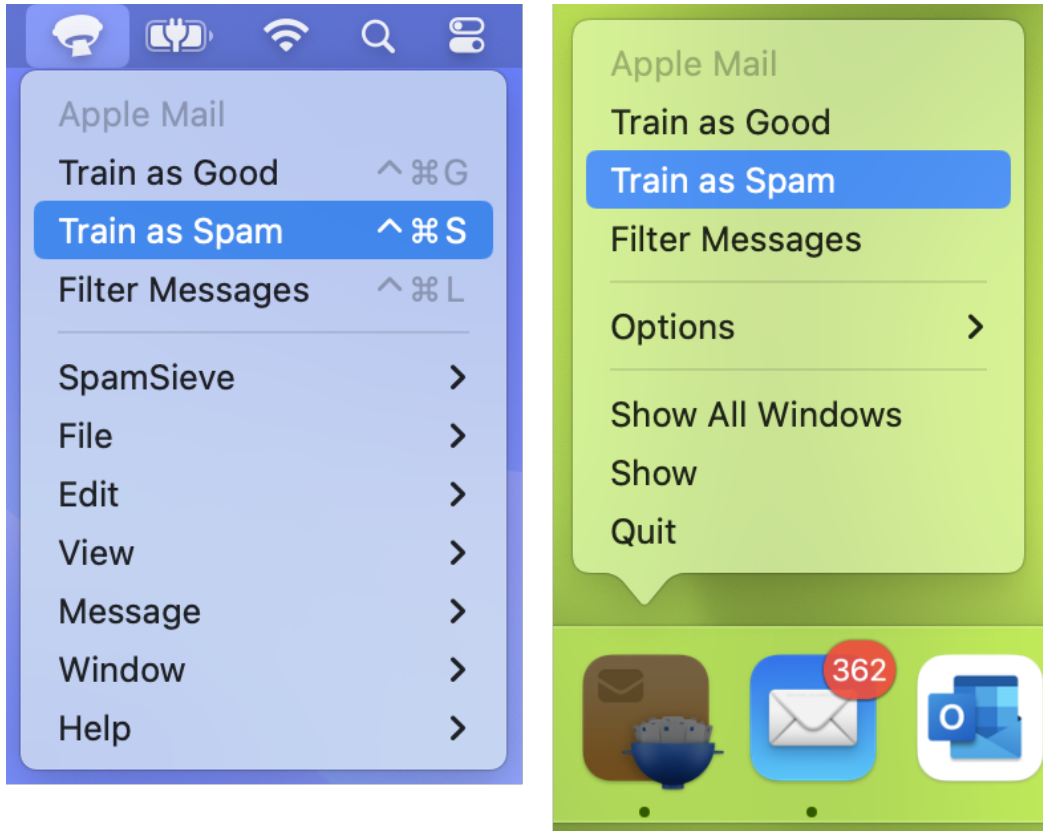 Apple Mail
Train as Good ^⌘G
Train as Spam ^⌘S
Filter Messages ^⌘L
SpamSieve
File
Edit
View
Message
Window
Help
Apple Mail
Train as Good
Train as Spam
Filter Messages
Options
Show All Windows
Show
Quit
362
O